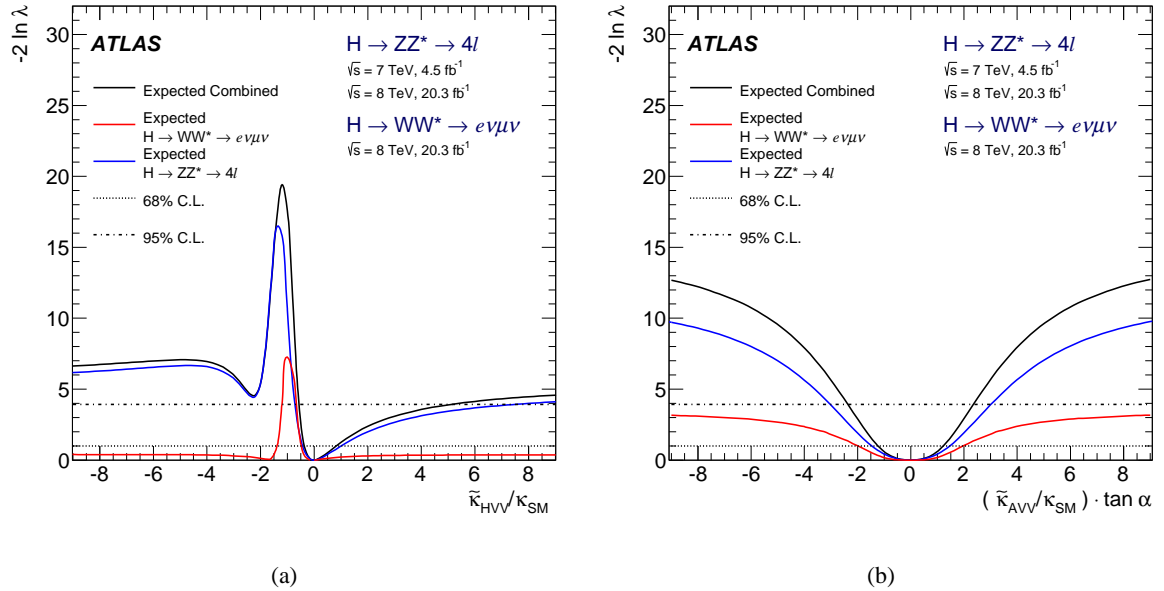 -2 ln λ
30
25
20
15
10
5
0
ATLAS
Expected Combined
Expected
H → WW* → eνμν
Expected
H → ZZ* → 4l
68% C.L.
95% C.L.
H → ZZ* → 4l
√s = 7 TeV, 4.5 fb⁻¹
√s = 8 TeV, 20.3 fb⁻¹
H → WW* → eνμν
√s = 8 TeV, 20.3 fb⁻¹
-8 -6 -4 -2 0 2 4 6 8
κ̃_HVV/κ_SM
(a)
-2 ln λ
30
25
20
15
10
5
0
ATLAS
Expected Combined
Expected
H → WW* → eνμν
Expected
H → ZZ* → 4l
68% C.L.
95% C.L.
H → ZZ* → 4l
√s = 7 TeV, 4.5 fb⁻¹
√s = 8 TeV, 20.3 fb⁻¹
H → WW* → eνμν
√s = 8 TeV, 20.3 fb⁻¹
-8 -6 -4 -2 0 2 4 6 8
( κ̃_AVV/κ_SM ) · tan α
(b)